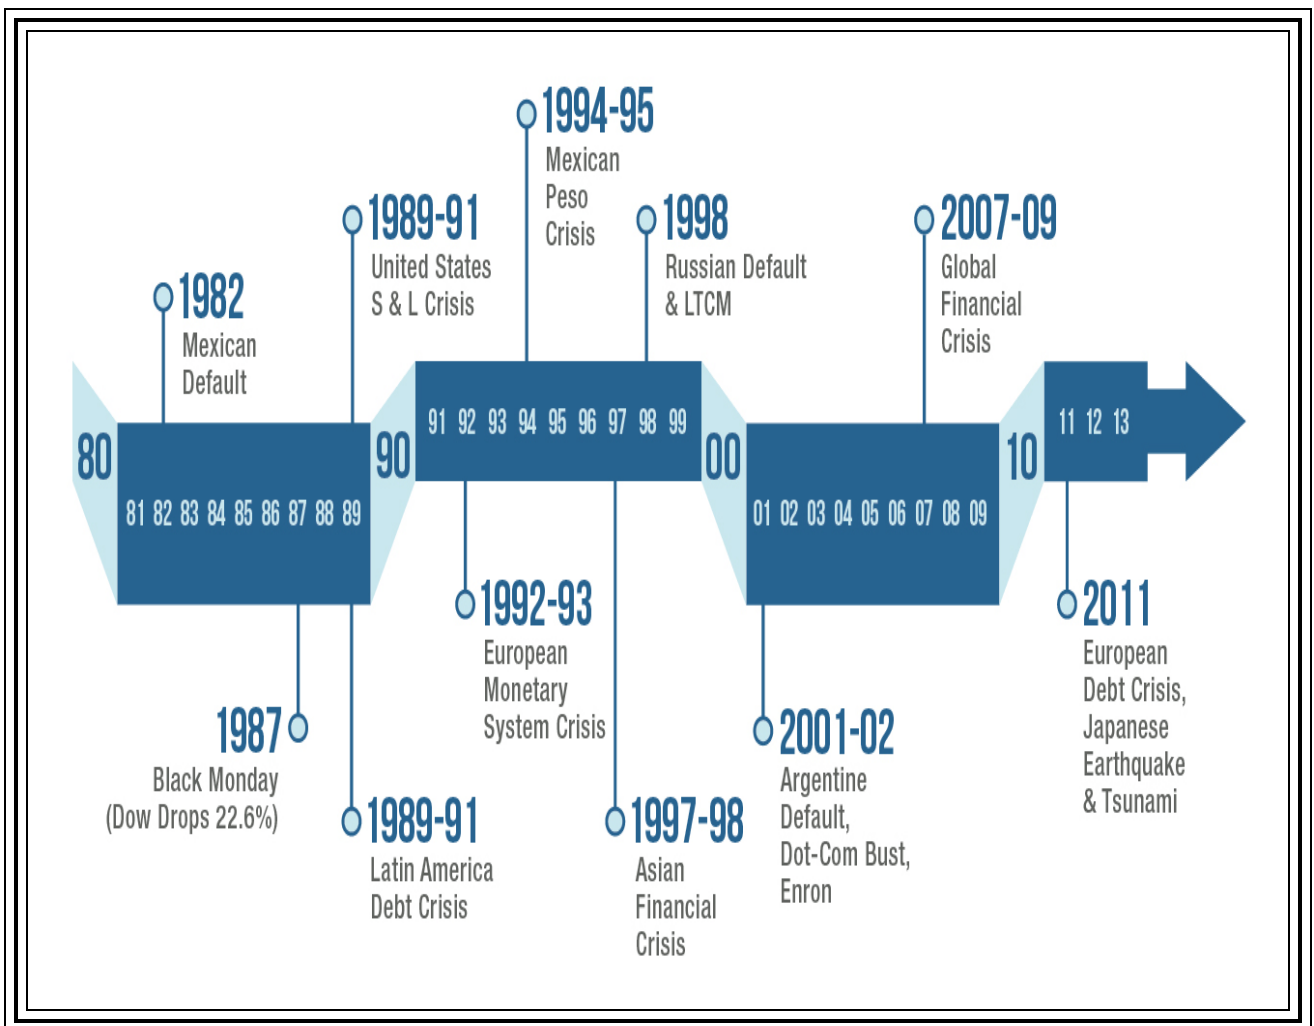 1994-95
Mexican
Peso
Crisis
1989-91
United States
S & L Crisis
1998
Russian Default
& LTCM
2007-09
Global
Financial
Crisis
1982
Mexican
Default
80
81 82 83 84 85 86 87 88 89
90
91 92 93 94 95 96 97 98 99
00
01 02 03 04 05 06 07 08 09
10
11 12 13
1987
Black Monday
(Dow Drops 22.6%)
1989-91
Latin America
Debt Crisis
1992-93
European
Monetary
System Crisis
1997-98
Asian
Financial
Crisis
2001-02
Argentine
Default,
Dot-Com Bust,
Enron
2011
European
Debt Crisis,
Japanese
Earthquake
& Tsunami